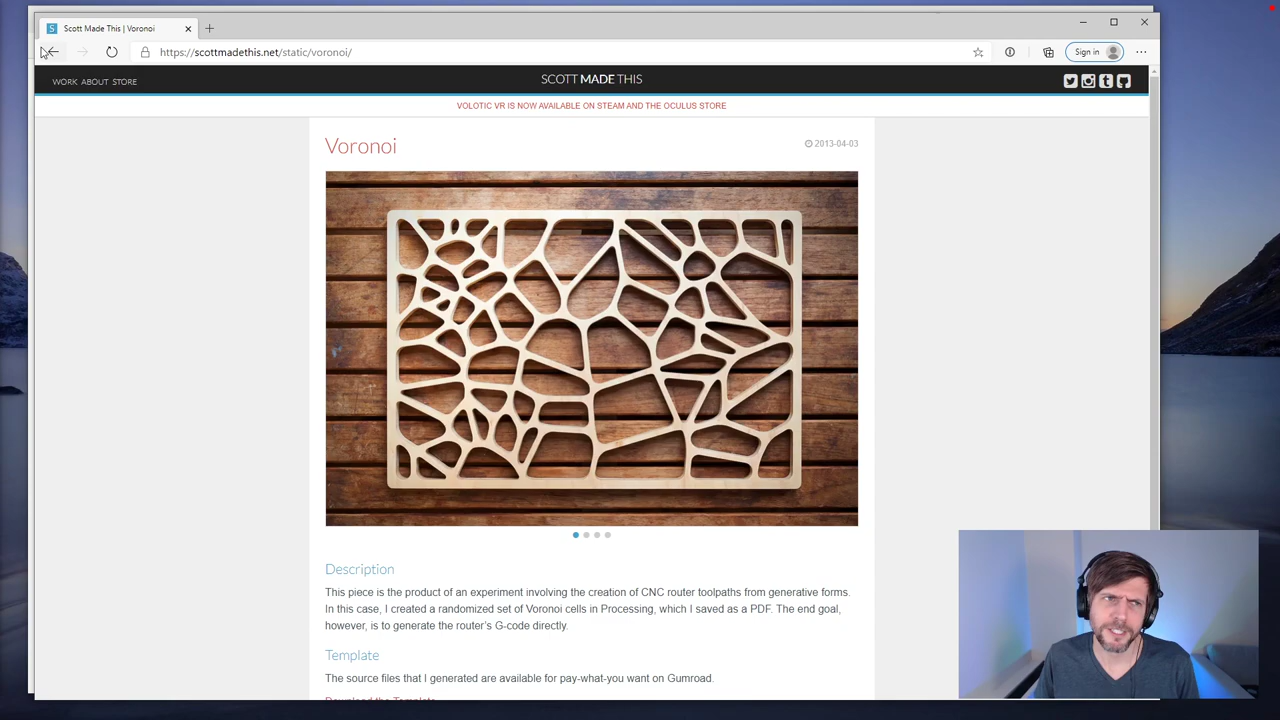 Scott Made This | Voronoi
https://scottmadethis.net/static/voronoi/
Sign in
WORK ABOUT STORE
SCOTT MADE THIS
VOLOTIC VR IS NOW AVAILABLE ON STEAM AND THE OCULUS STORE
Voronoi
2013-04-03
Description
This piece is the product of an experiment involving the creation of CNC router toolpaths from generative forms.
In this case, I created a randomized set of Voronoi cells in Processing, which I saved as a PDF. The end goal,
however, is to generate the router's G-code directly.
Template
The source files that I generated are available for pay-what-you want on Gumroad.
Download the Template